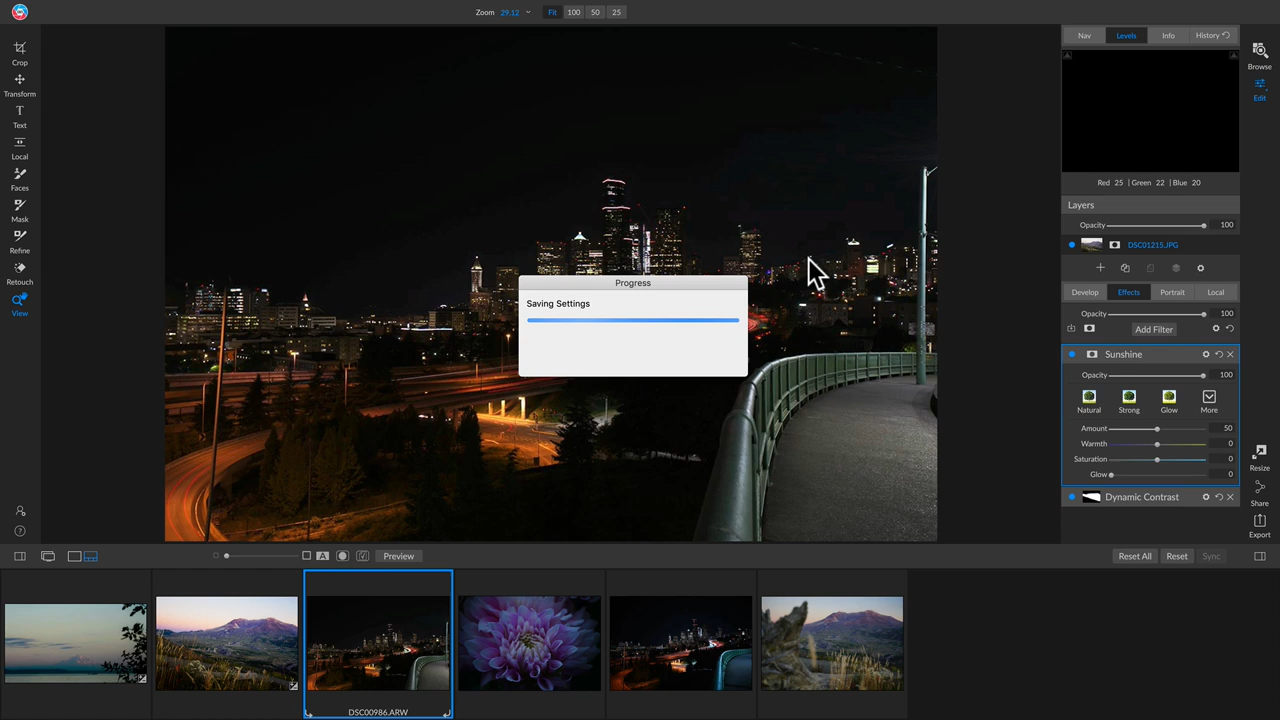 Zoom 29.12 Fit 100 50 25
Crop
Transform
T
Text
Local
Faces
Mask
Refine
Retouch
View
Progress
Saving Settings
Nav Levels Info History
Red 25 | Green 22 | Blue 20
Layers
Opacity 100
DSC01215.JPG
Develop Effects Portrait Local
Opacity 100
Add Filter
Sunshine
Opacity 100
Natural Strong Glow More
Amount 50
Warmth 0
Saturation 0
Glow 0
Dynamic Contrast
Browse
Edit
Resize
Share
Export
?
A Preview Reset All Reset Sync
DSC00986.ARW